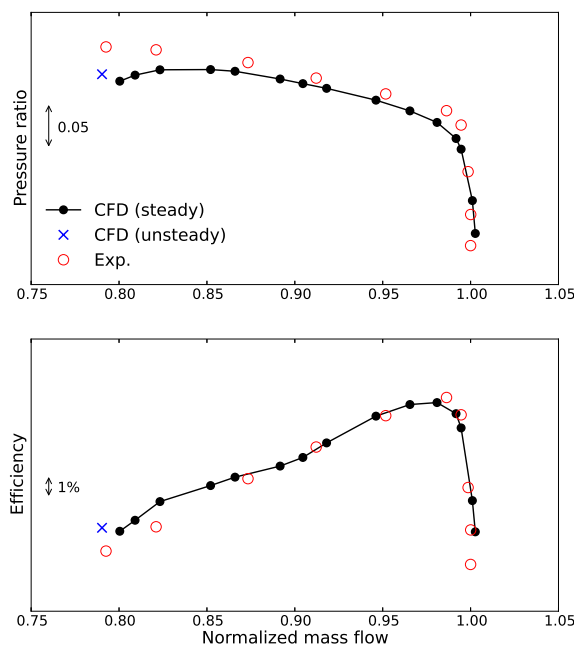 Pressure ratio
0.05
CFD (steady)
CFD (unsteady)
Exp.
0.75 0.80 0.85 0.90 0.95 1.00 1.05
Efficiency
1%
0.75 0.80 0.85 0.90 0.95 1.00 1.05
Normalized mass flow